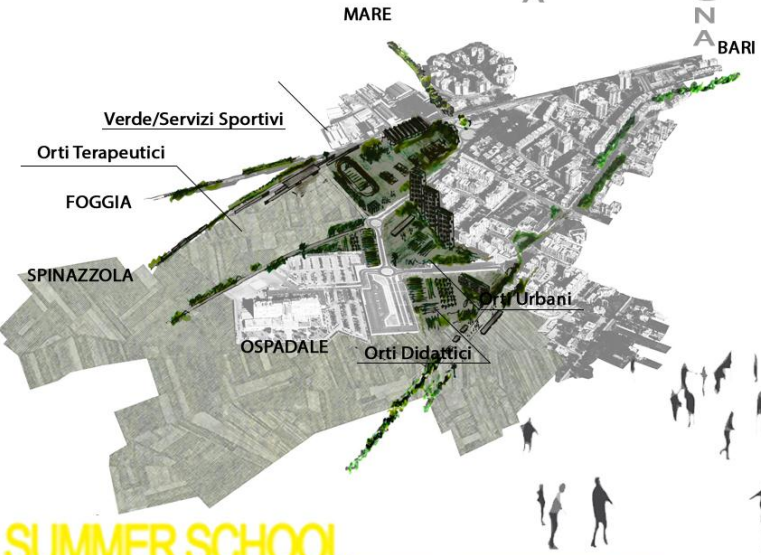 MARE
N
A
BARI
Verde/Servizi Sportivi
Orti Terapeutici
FOGGIA
SPINAZZOLA
Orti Urbani
OSPADALE
Orti Didattici
SUMMER SCHOOL